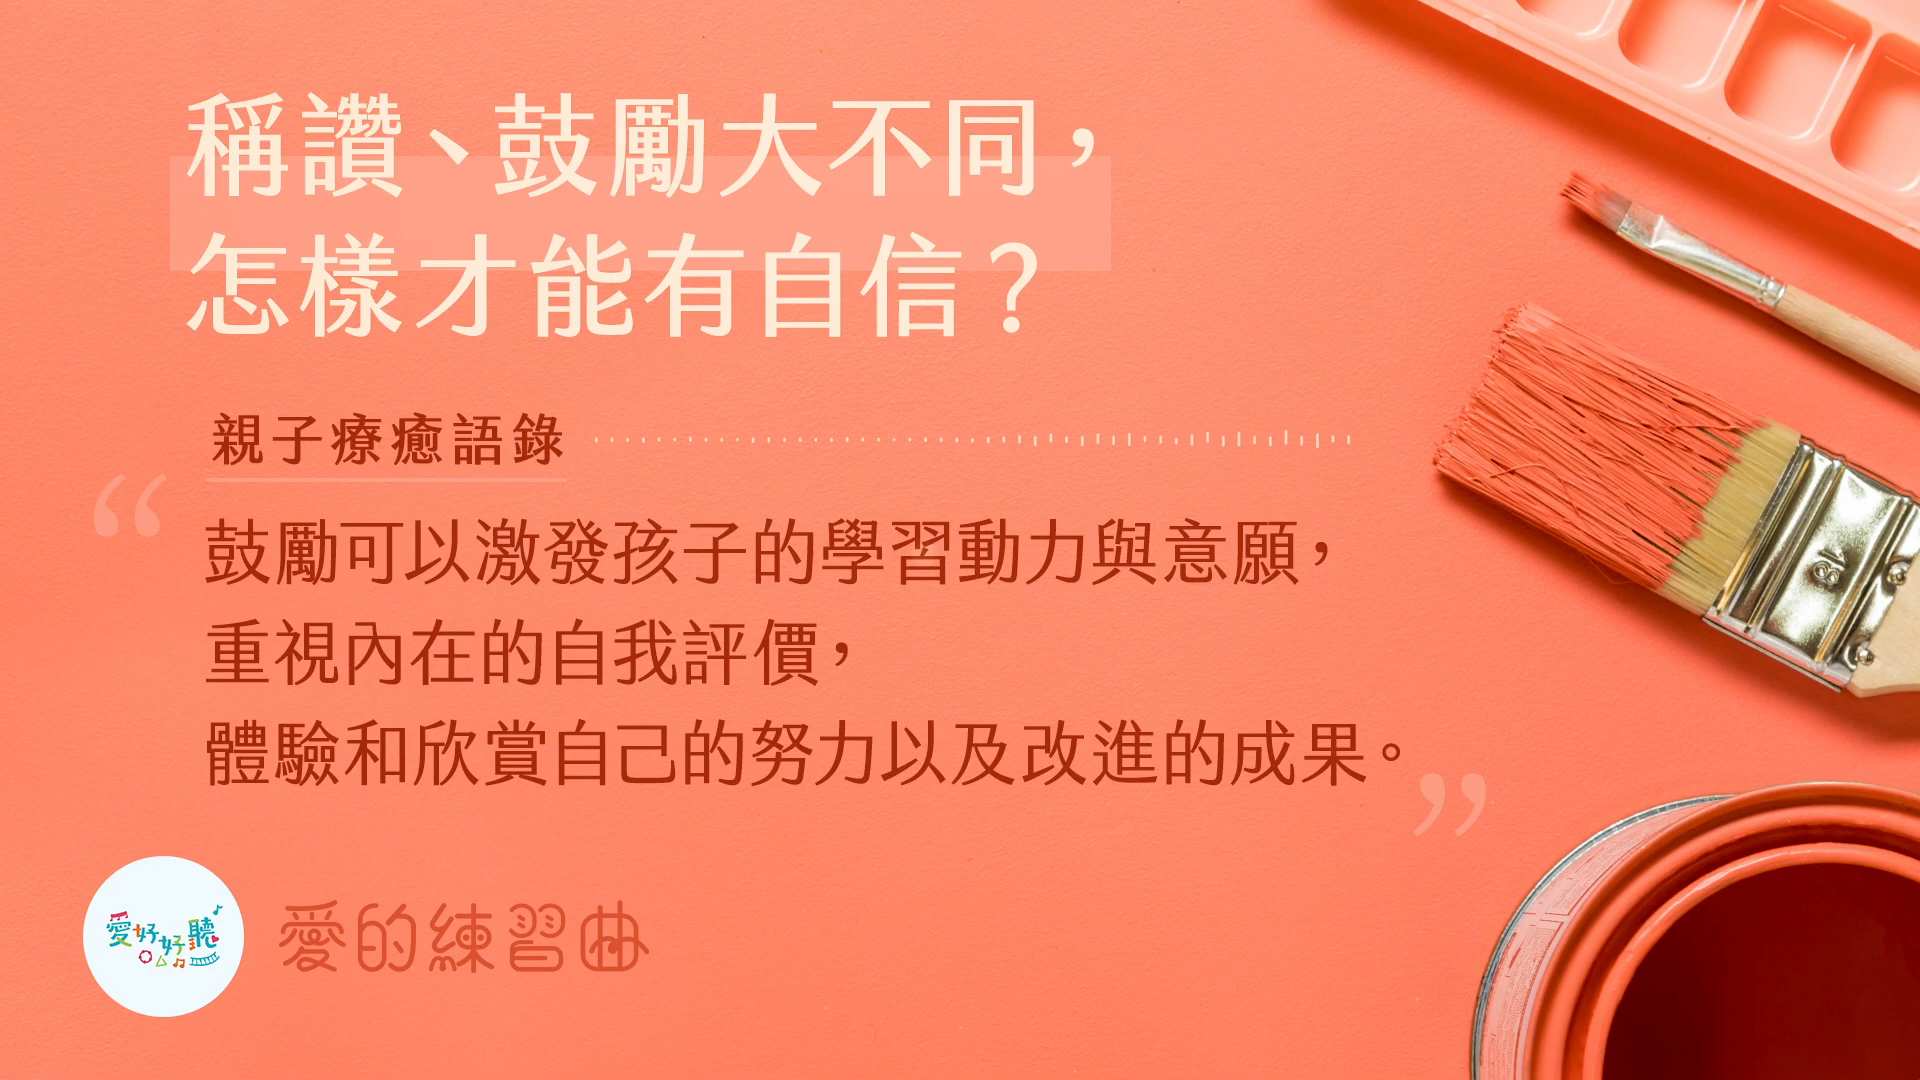 稱讚、鼓勵大不同，
怎樣才能有自信？
親子療癒語錄
“
鼓勵可以激發孩子的學習動力與意願，
重視內在的自我評價，
體驗和欣賞自己的努力以及改進的成果。
”
愛好好聽
愛的練習曲
18